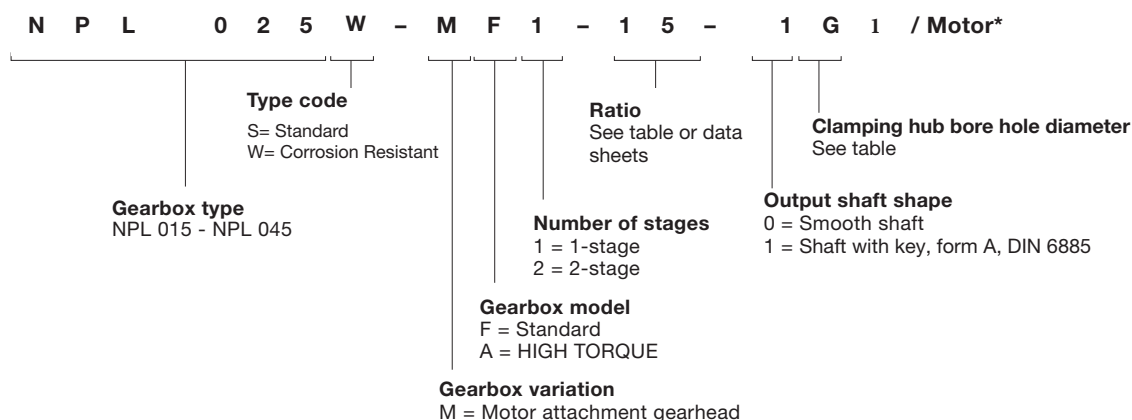 N P L 0 2 5 W – M F 1 – 1 5 – 1 G 1 / Motor*
Type code
S= Standard
W= Corrosion Resistant
Ratio
See table or data
sheets
Clamping hub bore hole diameter
See table
Gearbox type
NPL 015 - NPL 045
Number of stages
1 = 1-stage
2 = 2-stage
Output shaft shape
0 = Smooth shaft
1 = Shaft with key, form A, DIN 6885
Gearbox model
F = Standard
A = HIGH TORQUE
Gearbox variation
M = Motor attachment gearhead